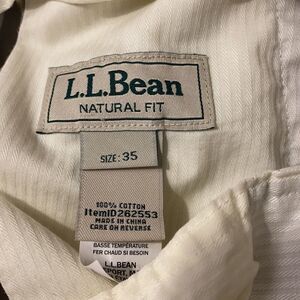 L.L.Bean
NATURAL FIT
SIZE: 35
100% COTTON
ItemID262553
MADE IN CHINA
CARE ON REVERSE
BASSE TEMPÉRATURE
FER CHAUD SI BESOIN
L.L.BEAN